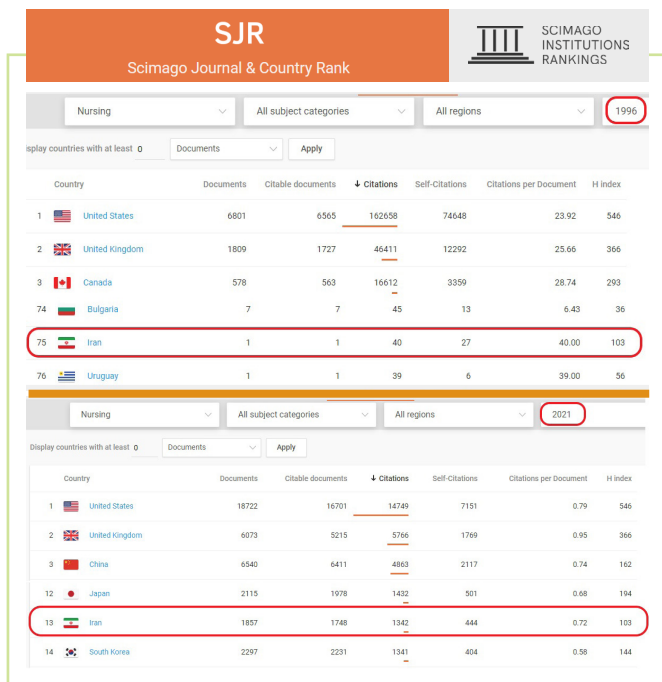 SJR
Scimago Journal & Country Rank
SCIMAGO
INSTITUTIONS
RANKINGS
Nursing All subject categories All regions 1996
isplay countries with at least 0 Documents Apply
Country Documents Citable documents ↓ Citations Self-Citations Citations per Document H index
1 United States 6801 6565 162658 74648 23.92 546
2 United Kingdom 1809 1727 46411 12292 25.66 366
3 Canada 578 563 16612 3359 28.74 293
74 Bulgaria 7 7 45 13 6.43 36
75 Iran 1 1 40 27 40.00 103
76 Uruguay 1 1 39 6 39.00 56
Nursing All subject categories All regions 2021
Display countries with at least 0 Documents Apply
Country Documents Citable documents ↓ Citations Self-Citations Citations per Document H index
1 United States 18722 16701 14749 7151 0.79 546
2 United Kingdom 6073 5215 5766 1769 0.95 366
3 China 6540 6411 4863 2117 0.74 162
12 Japan 2115 1978 1432 501 0.68 194
13 Iran 1857 1748 1342 444 0.72 103
14 South Korea 2297 2231 1341 404 0.58 144